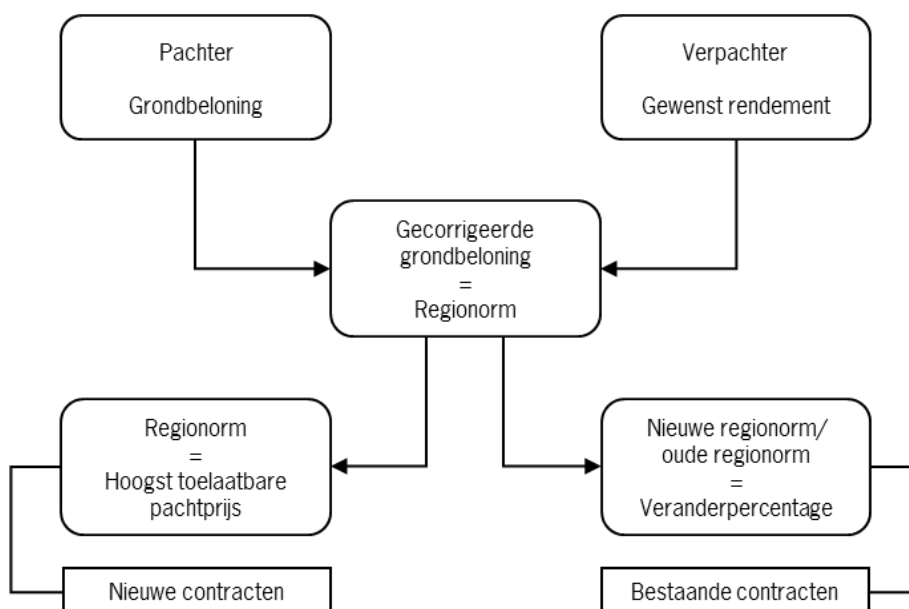 Pachter
Grondbeloning
Verpachter
Gewenst rendement
Gecorrigeerde
grondbeloning
=
Regionorm
Regionorm
=
Hoogst toelaatbare
pachtprijs
Nieuwe regionorm/
oude regionorm
=
Veranderpercentage
Nieuwe contracten
Bestaande contracten